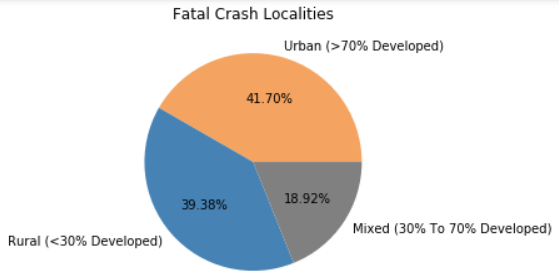 Fatal Crash Localities
Urban (>70% Developed)
41.70%
39.38%
18.92%
Rural (<30% Developed)
Mixed (30% To 70% Developed)